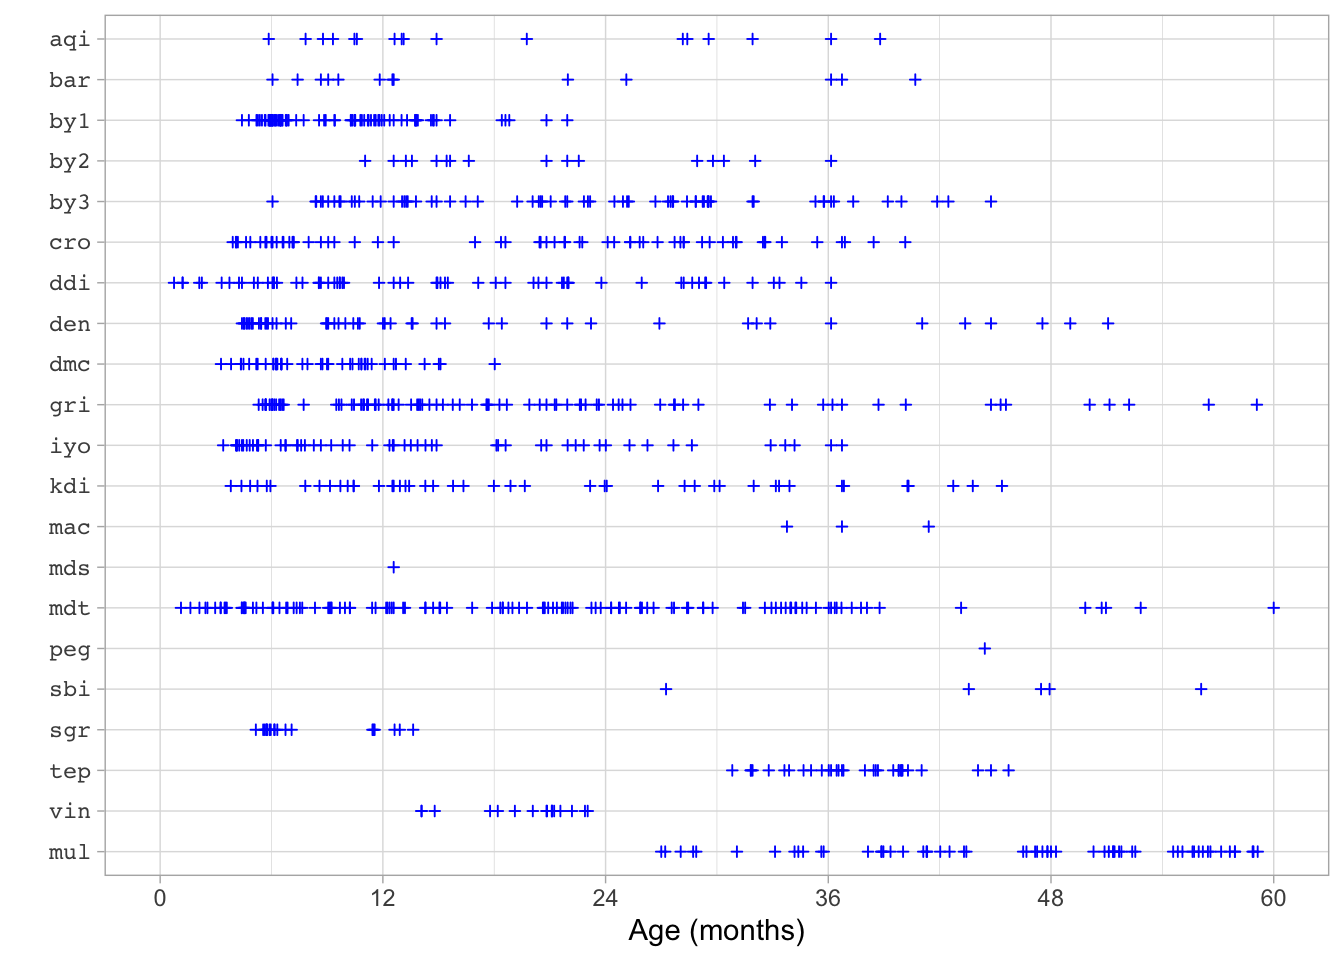 aqi
bar
by1
by2
by3
cro
ddi
den
dmc
gri
iyo
kdi
mac
mds
mdt
peg
sbi
sgr
tep
vin
mul
0 12 24 36 48 60
Age (months)